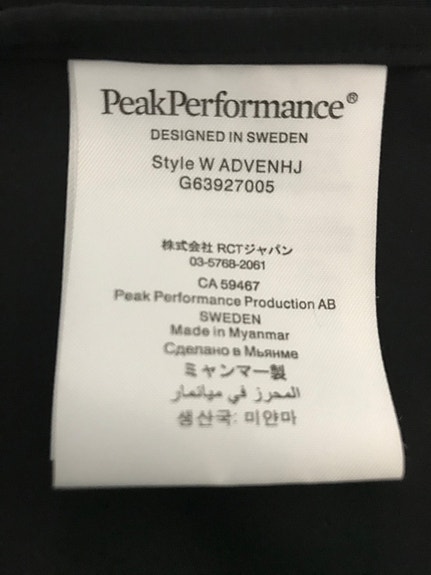 PeakPerformance®
DESIGNED IN SWEDEN
Style W ADVENHJ
G63927005
株式会社 RCTジャパン
03-5768-2061
CA 59467
Peak Performance Production AB
SWEDEN
Made in Myanmar
Сделано в Мьянме
ミャンマー製
المحرز في ميانمار
생산국: 미얀마